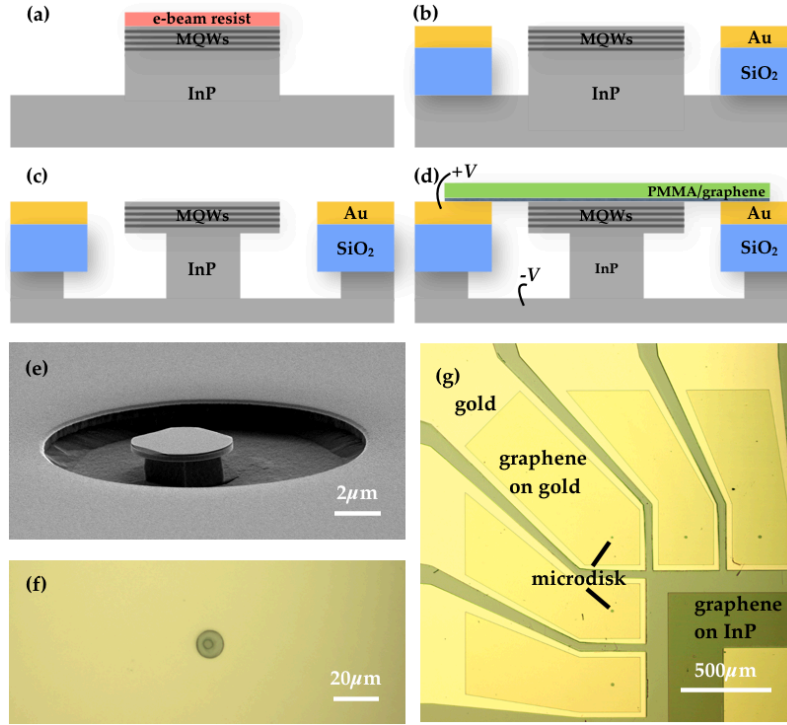 (a)
e-beam resist
MQWs
InP
(b)
MQWs
Au
SiO₂
InP
(c)
MQWs
Au
SiO₂
InP
(d)
+V
PMMA/graphene
MQWs
Au
SiO₂
InP
-V
(e)
2μm
(f)
20μm
(g)
gold
graphene
on gold
microdisk
graphene
on InP
500μm